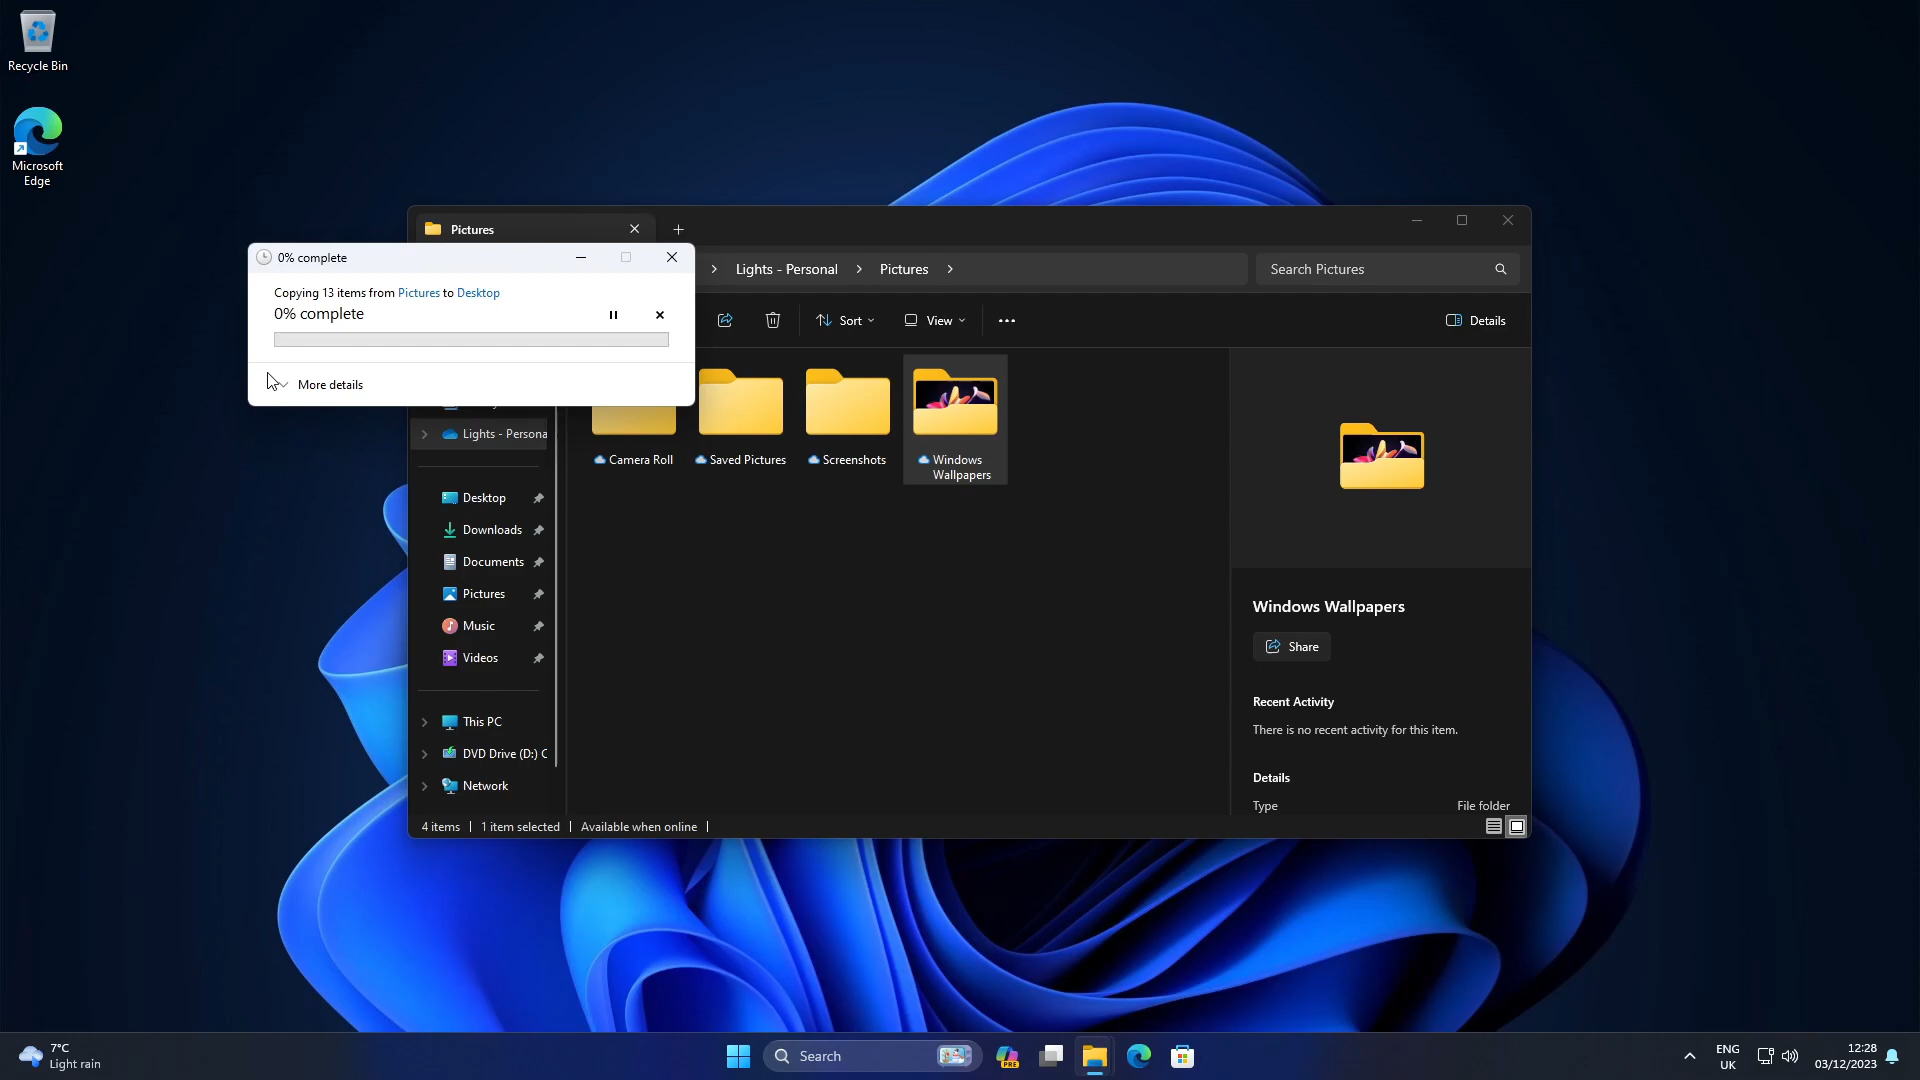 Recycle Bin
Microsoft
Edge
Pictures
0% complete
Copying 13 items from Pictures to Desktop
0% complete
More details
Lights - Personal
Pictures
Search Pictures
Sort
View
Details
Lights - Persona
Desktop
Downloads
Documents
Pictures
Music
Videos
This PC
DVD Drive (D:) C
Network
Camera Roll
Saved Pictures
Screenshots
Windows
Wallpapers
Windows Wallpapers
Share
Recent Activity
There is no recent activity for this item.
Details
Type
File folder
4 items
1 item selected
Available when online
7°C
Light rain
Search
PRE
ENG
UK
12:28
03/12/2023